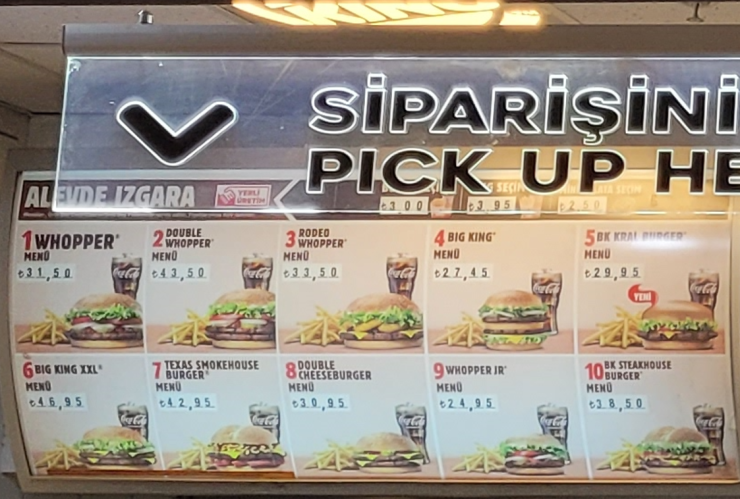 KING
SİPARİŞİNİ
PICK UP HE
ALEVDE IZGARA
YERLİ
ÜRETİM
SEÇİM
₺3,00
₺3,95
₺2,50
1 WHOPPER®
MENÜ
₺31,50
2 DOUBLE
WHOPPER®
MENÜ
₺43,50
3 RODEO
WHOPPER®
MENÜ
₺33,50
4 BIG KING®
MENÜ
₺27,45
5 BK KRAL BURGER®
MENÜ
₺29,95
YENİ
6 BIG KING XXL®
MENÜ
₺46,95
7 TEXAS SMOKEHOUSE
BURGER®
MENÜ
₺42,95
8 DOUBLE
CHEESEBURGER
MENÜ
₺30,95
9 WHOPPER JR®
MENÜ
₺24,95
10 BK STEAKHOUSE
BURGER®
MENÜ
₺38,50